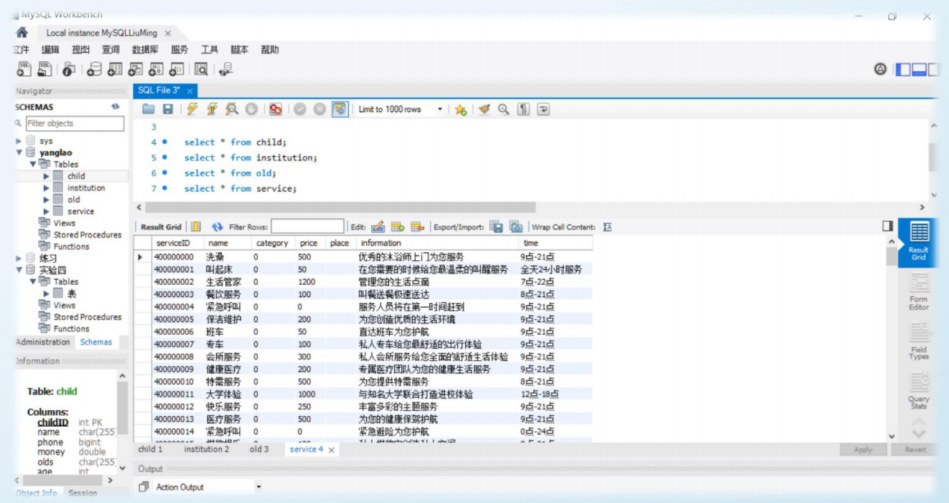 MySQL Workbench
Local instance MySQLLiuMing ×
文件 编辑 视图 查询 数据库 服务 工具 脚本 帮助
Navigator
SCHEMAS
Filter objects
sys
yanglao
Tables
child
institution
old
service
Views
Stored Procedures
Functions
练习
实验四
Tables
表
Views
Stored Procedures
Functions
Administration Schemas
Information
Table: child
Columns:
childID int PK
name char(255
phone bigint
money double
olds char(255
age int
Object Info Session
SQL File 3* ×
Limit to 1000 rows
3
4 select * from child;
5 select * from institution;
6 select * from old;
7 select * from service;
Result Grid Filter Rows: Edit: Export/Import: Wrap Cell Content:
serviceID name category price place information time
400000000 洗澡 0 500 优秀的沐浴师上门为您服务 9点-21点
400000001 叫起床 0 50 在您需要的时候给您最温柔的叫醒服务 全天24小时服务
400000002 生活管家 0 1200 管理您的生活点滴 7点-22点
400000003 餐饮服务 0 100 叫餐送餐极速送达 8点-21点
400000004 紧急呼叫 0 0 服务人员将在第一时间赶到 9点-21点
400000005 保洁维护 0 200 为您创造优质的生活环境 9点-21点
400000006 班车 0 50 直达班车为您护航 9点-21点
400000007 专车 0 100 私人专车给您最舒适的出行体验 9点-21点
400000008 会所服务 0 300 私人会所服务给您全面的舒适生活体验 9点-21点
400000009 健康医疗 0 200 专属医疗团队为您的健康生活服务 9点-21点
400000010 特需服务 0 500 为您提供特需服务 8点-21点
400000011 大学体验 0 1000 与知名大学联合打造进校体验 12点-18点
400000012 快乐服务 0 250 丰富多彩的主题服务 9点-21点
400000013 医疗服务 0 500 为您的健康保驾护航 9点-21点
400000014 紧急呼叫 0 0 紧急避险为您护航 0点-24点
child 1 institution 2 old 3 service 4 ×
Result Grid
Form Editor
Field Types
Query Stats
Apply Revert
Output
Action Output